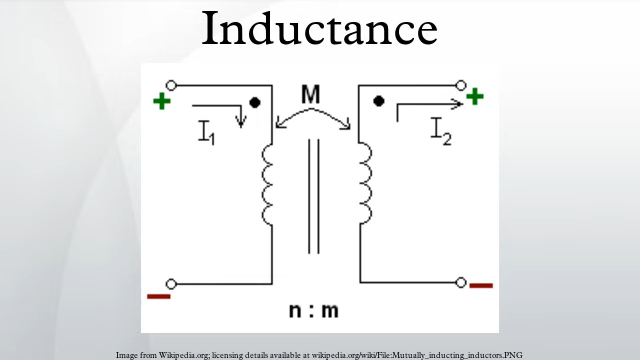 Inductance
+ M +
I1 I2
− −
n : m
Image from Wikipedia.org; licensing details available at wikipedia.org/wiki/File:Mutually_inducting_inductors.PNG